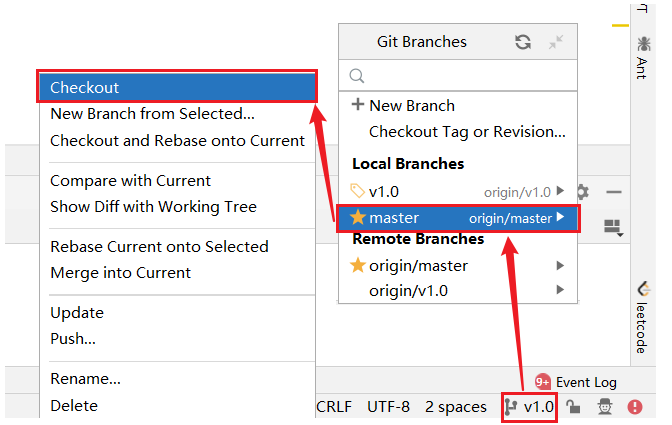 Git Branches
New Branch
Checkout Tag or Revision...
Local Branches
v1.0 origin/v1.0
master origin/master
Remote Branches
origin/master
origin/v1.0
Checkout
New Branch from Selected...
Checkout and Rebase onto Current
Compare with Current
Show Diff with Working Tree
Rebase Current onto Selected
Merge into Current
Update
Push...
Rename...
Delete
Ant
leetcode
9+ Event Log
CRLF UTF-8 2 spaces v1.0